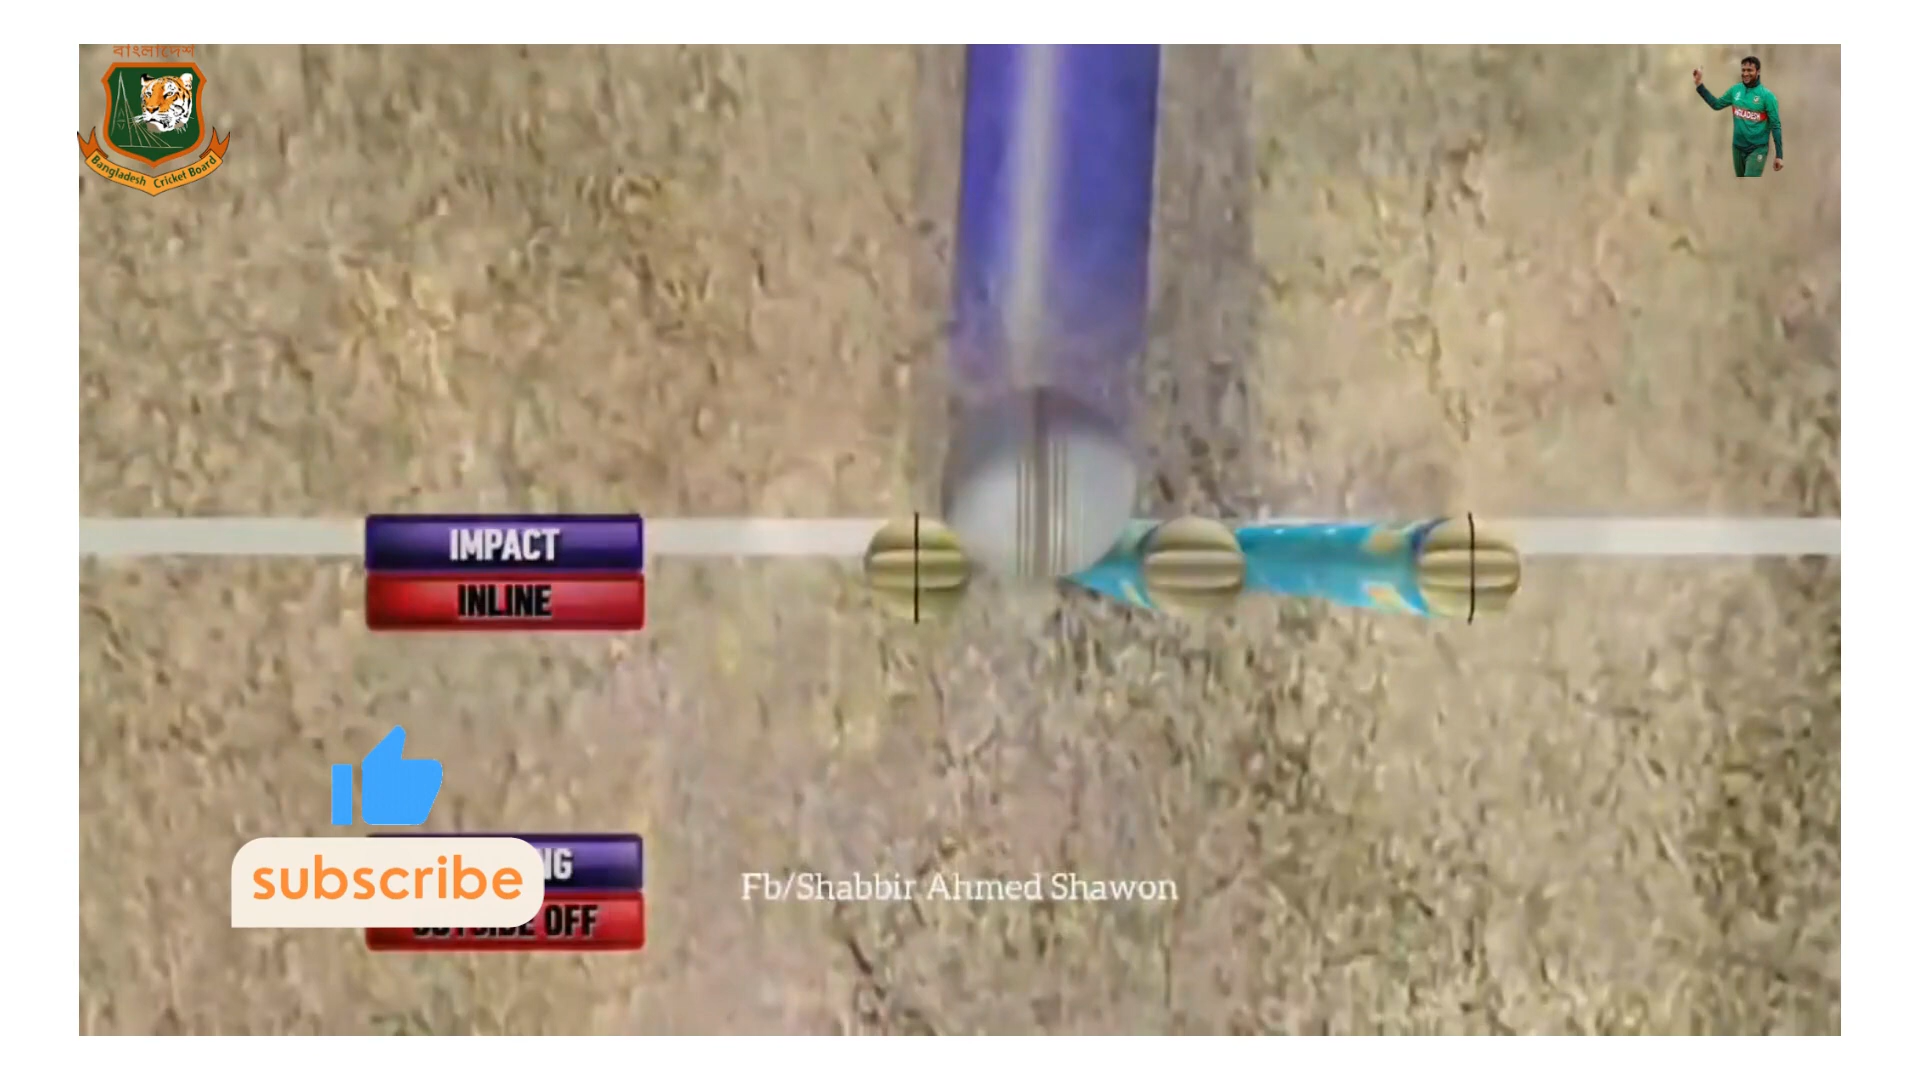 বাংলাদেশ
Bangladesh Cricket Board
IMPACT
INLINE
subscribe
OFF
Fb/Shabbir Ahmed Shawon